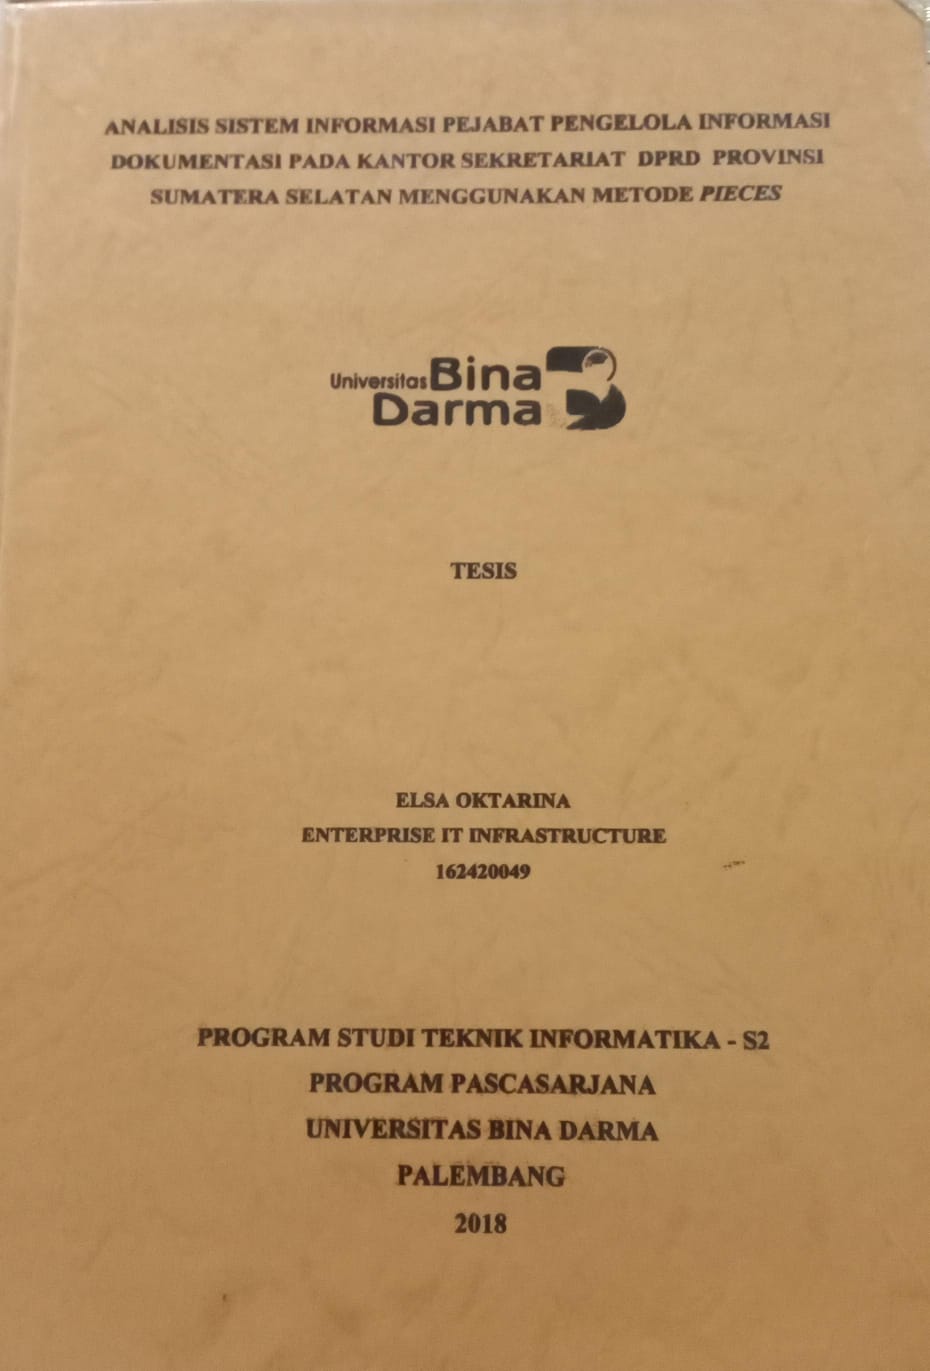 ANALISIS SISTEM INFORMASI PEJABAT PENGELOLA INFORMASI
DOKUMENTASI PADA KANTOR SEKRETARIAT DPRD PROVINSI
SUMATERA SELATAN MENGGUNAKAN METODE PIECES
Universitas Bina
Darma
TESIS
ELSA OKTARINA
ENTERPRISE IT INFRASTRUCTURE
162420049
PROGRAM STUDI TEKNIK INFORMATIKA - S2
PROGRAM PASCASARJANA
UNIVERSITAS BINA DARMA
PALEMBANG
2018